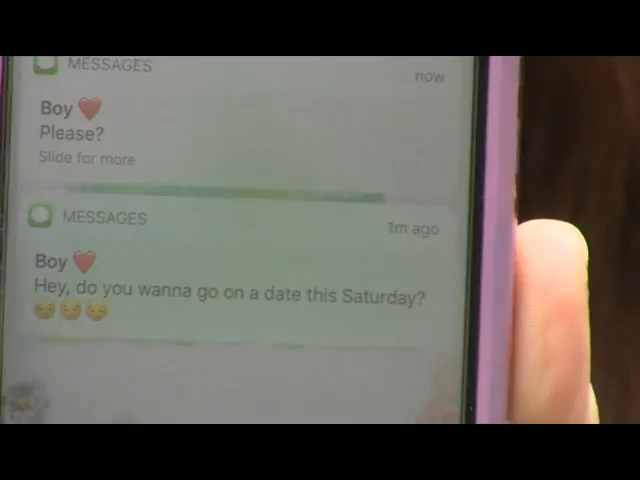 MESSAGES
now
Boy ❤️
Please?
Slide for more
MESSAGES
1m ago
Boy ❤️
Hey, do you wanna go on a date this Saturday?
😏😏😏